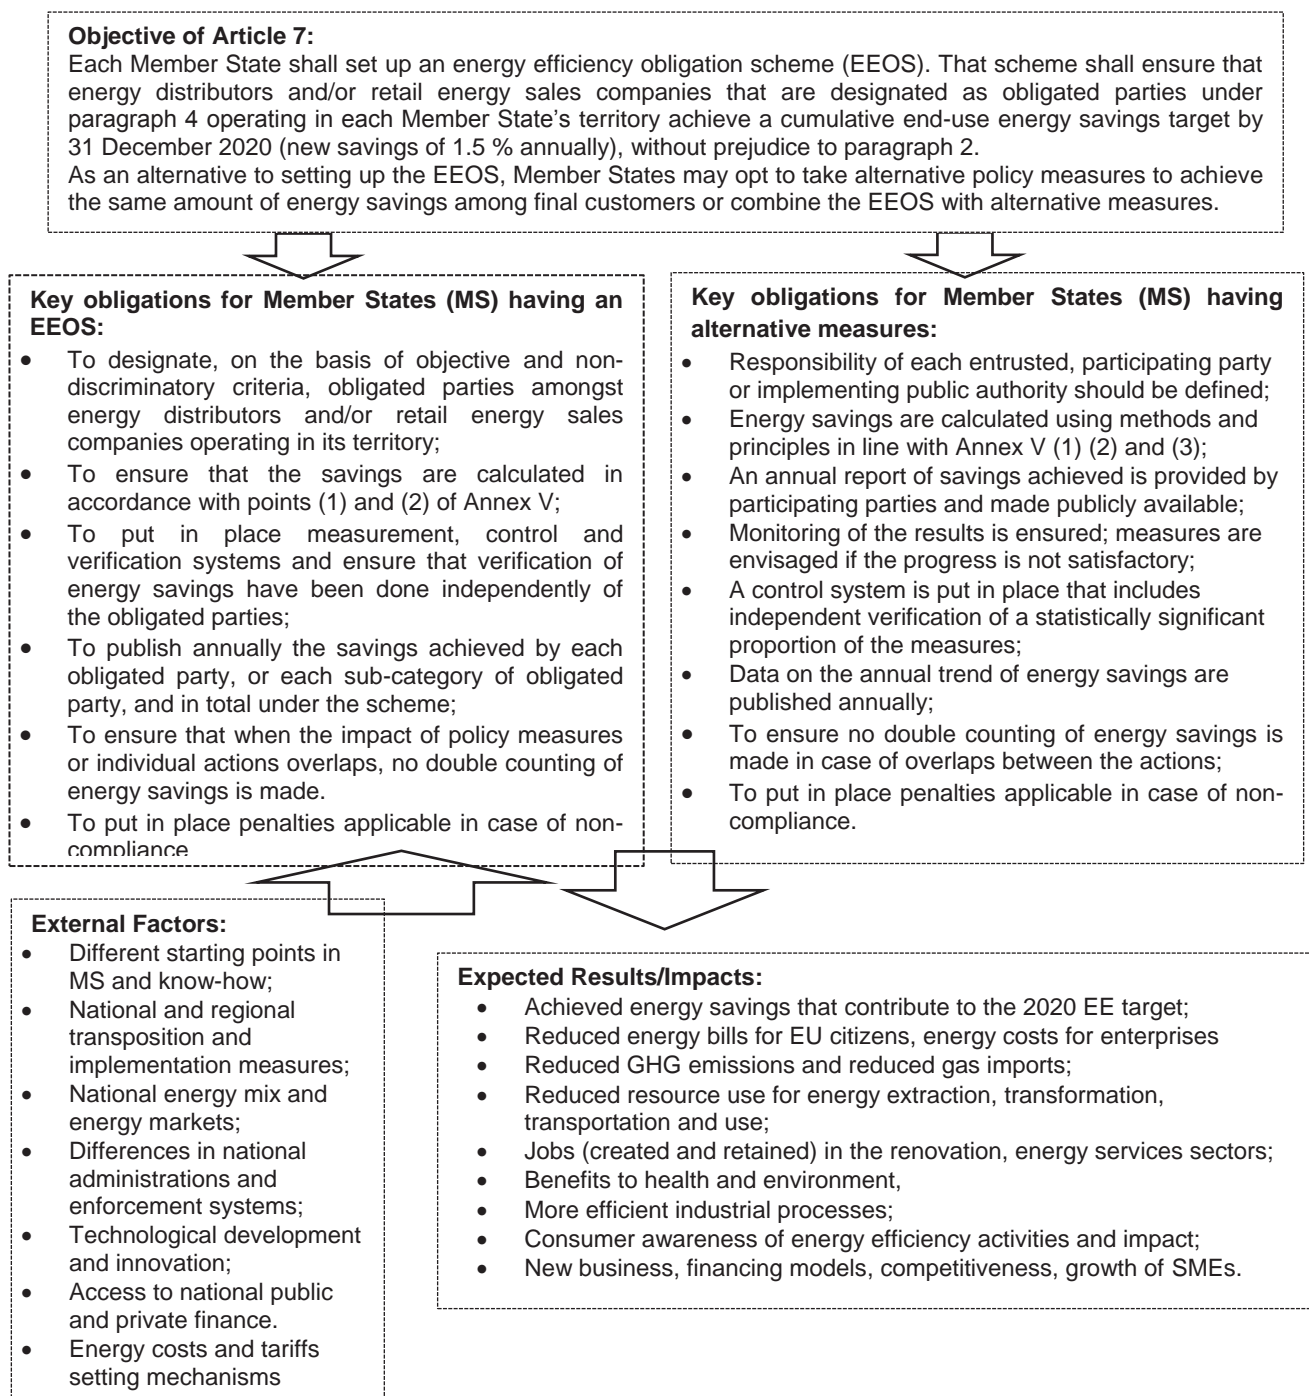 Objective of Article 7:
Each Member State shall set up an energy efficiency obligation scheme (EEOS). That scheme shall ensure that
energy distributors and/or retail energy sales companies that are designated as obligated parties under
paragraph 4 operating in each Member State's territory achieve a cumulative end-use energy savings target by
31 December 2020 (new savings of 1.5 % annually), without prejudice to paragraph 2.
As an alternative to setting up the EEOS, Member States may opt to take alternative policy measures to achieve
the same amount of energy savings among final customers or combine the EEOS with alternative measures.
Key obligations for Member States (MS) having an
EEOS:
• To designate, on the basis of objective and non-
discriminatory criteria, obligated parties amongst
energy distributors and/or retail energy sales
companies operating in its territory;
• To ensure that the savings are calculated in
accordance with points (1) and (2) of Annex V;
• To put in place measurement, control and
verification systems and ensure that verification of
energy savings have been done independently of
the obligated parties;
• To publish annually the savings achieved by each
obligated party, or each sub-category of obligated
party, and in total under the scheme;
• To ensure that when the impact of policy measures
or individual actions overlaps, no double counting of
energy savings is made.
• To put in place penalties applicable in case of non-
compliance
Key obligations for Member States (MS) having
alternative measures:
• Responsibility of each entrusted, participating party
or implementing public authority should be defined;
• Energy savings are calculated using methods and
principles in line with Annex V (1) (2) and (3);
• An annual report of savings achieved is provided by
participating parties and made publicly available;
• Monitoring of the results is ensured; measures are
envisaged if the progress is not satisfactory;
• A control system is put in place that includes
independent verification of a statistically significant
proportion of the measures;
• Data on the annual trend of energy savings are
published annually;
• To ensure no double counting of energy savings is
made in case of overlaps between the actions;
• To put in place penalties applicable in case of non-
compliance.
External Factors:
• Different starting points in
MS and know-how;
• National and regional
transposition and
implementation measures;
• National energy mix and
energy markets;
• Differences in national
administrations and
enforcement systems;
• Technological development
and innovation;
• Access to national public
and private finance.
• Energy costs and tariffs
setting mechanisms
Expected Results/Impacts:
• Achieved energy savings that contribute to the 2020 EE target;
• Reduced energy bills for EU citizens, energy costs for enterprises
• Reduced GHG emissions and reduced gas imports;
• Reduced resource use for energy extraction, transformation,
transportation and use;
• Jobs (created and retained) in the renovation, energy services sectors;
• Benefits to health and environment,
• More efficient industrial processes;
• Consumer awareness of energy efficiency activities and impact;
• New business, financing models, competitiveness, growth of SMEs.